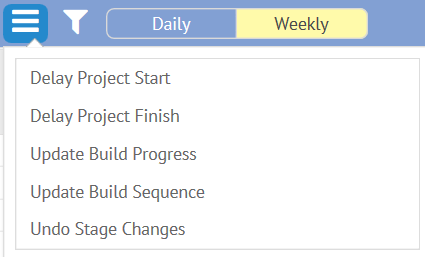 Daily Weekly
Delay Project Start
Delay Project Finish
Update Build Progress
Update Build Sequence
Undo Stage Changes